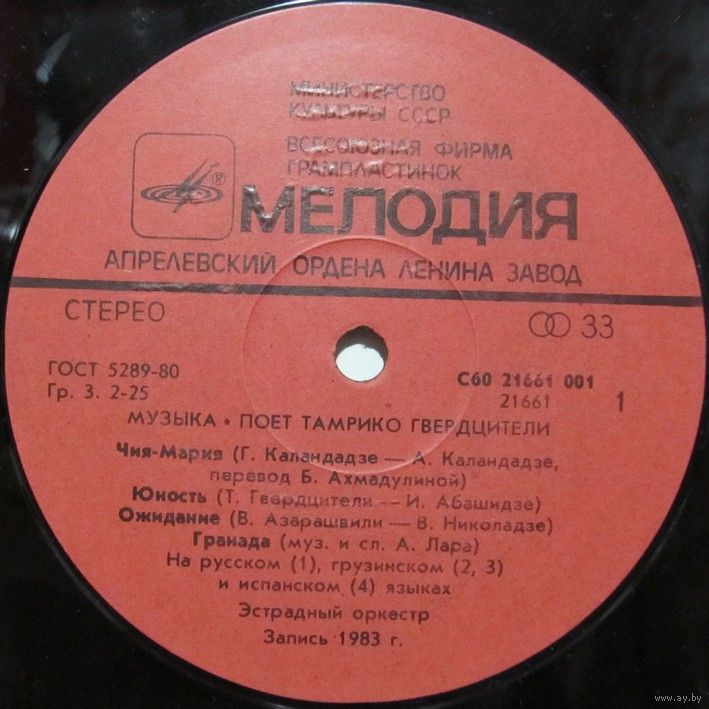 МИНИСТЕРСТВО
КУЛЬТУРЫ СССР
ВСЕСОЮЗНАЯ ФИРМА
ГРАМПЛАСТИНОК
®
МЕЛОДИЯ
АПРЕЛЕВСКИЙ ОРДЕНА ЛЕНИНА ЗАВОД
СТЕРЕО
33
ГОСТ 5289-80
Гр. 3. 2-25
С60 21661 001
21661
1
МУЗЫКА • ПОЕТ ТАМРИКО ГВЕРДЦИТЕЛИ
Чия-Мария (Г. Каландадзе — А. Каландадзе,
перевод Б. Ахмадулиной)
Юность (Т. Гвердцители — И. Абашидзе)
Ожидание (В. Азарашвили — В. Николадзе)
Гранада (муз. и сл. А. Лара)
На русском (1), грузинском (2, 3)
и испанском (4) языках
Эстрадный оркестр
Запись 1983 г.
www.ay.by